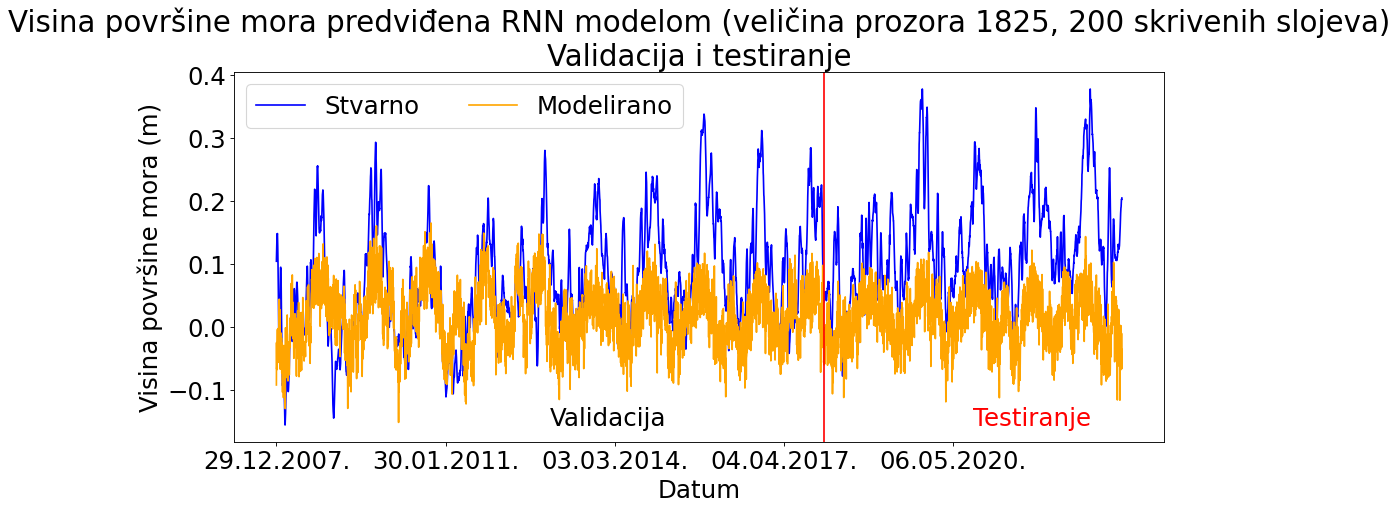 Visina površine mora predviđena RNN modelom (veličina prozora 1825, 200 skrivenih slojeva)
Validacija i testiranje
Stvarno
Modelirano
Visina površine mora (m)
0.4
0.3
0.2
0.1
0.0
−0.1
Validacija
Testiranje
29.12.2007.
30.01.2011.
03.03.2014.
04.04.2017.
06.05.2020.
Datum